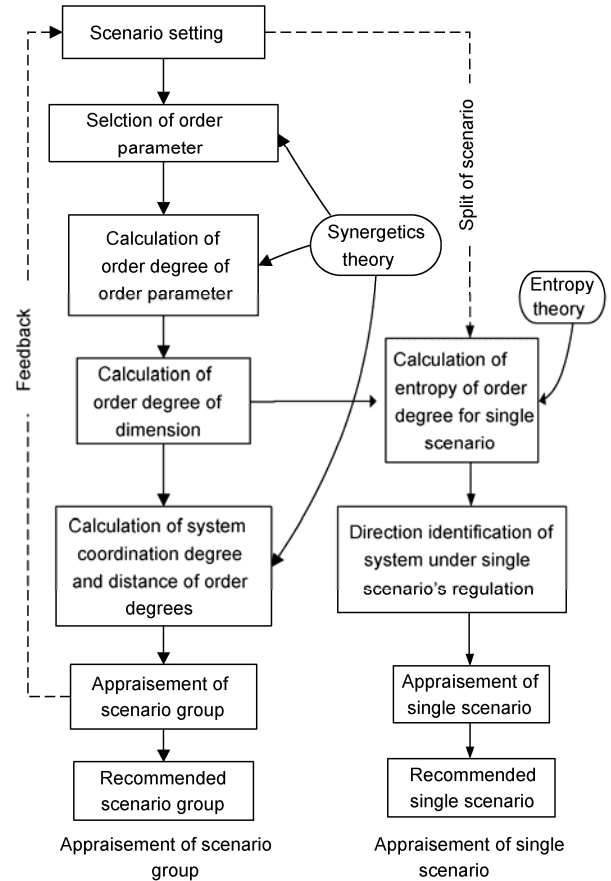 Scenario setting
Selction of order
parameter
Calculation of
order degree of
order parameter
Synergetics
theory
Split of scenario
Entropy
theory
Feedback
Calculation of
order degree of
dimension
Calculation of
entropy of order
degree for single
scenario
Calculation of system
coordination degree
and distance of order
degrees
Direction identification of
system under single
scenario's regulation
Appraisement of
scenario group
Appraisement of
single scenario
Recommended
scenario group
Recommended
single scenario
Appraisement of scenario
group
Appraisement of single
scenario